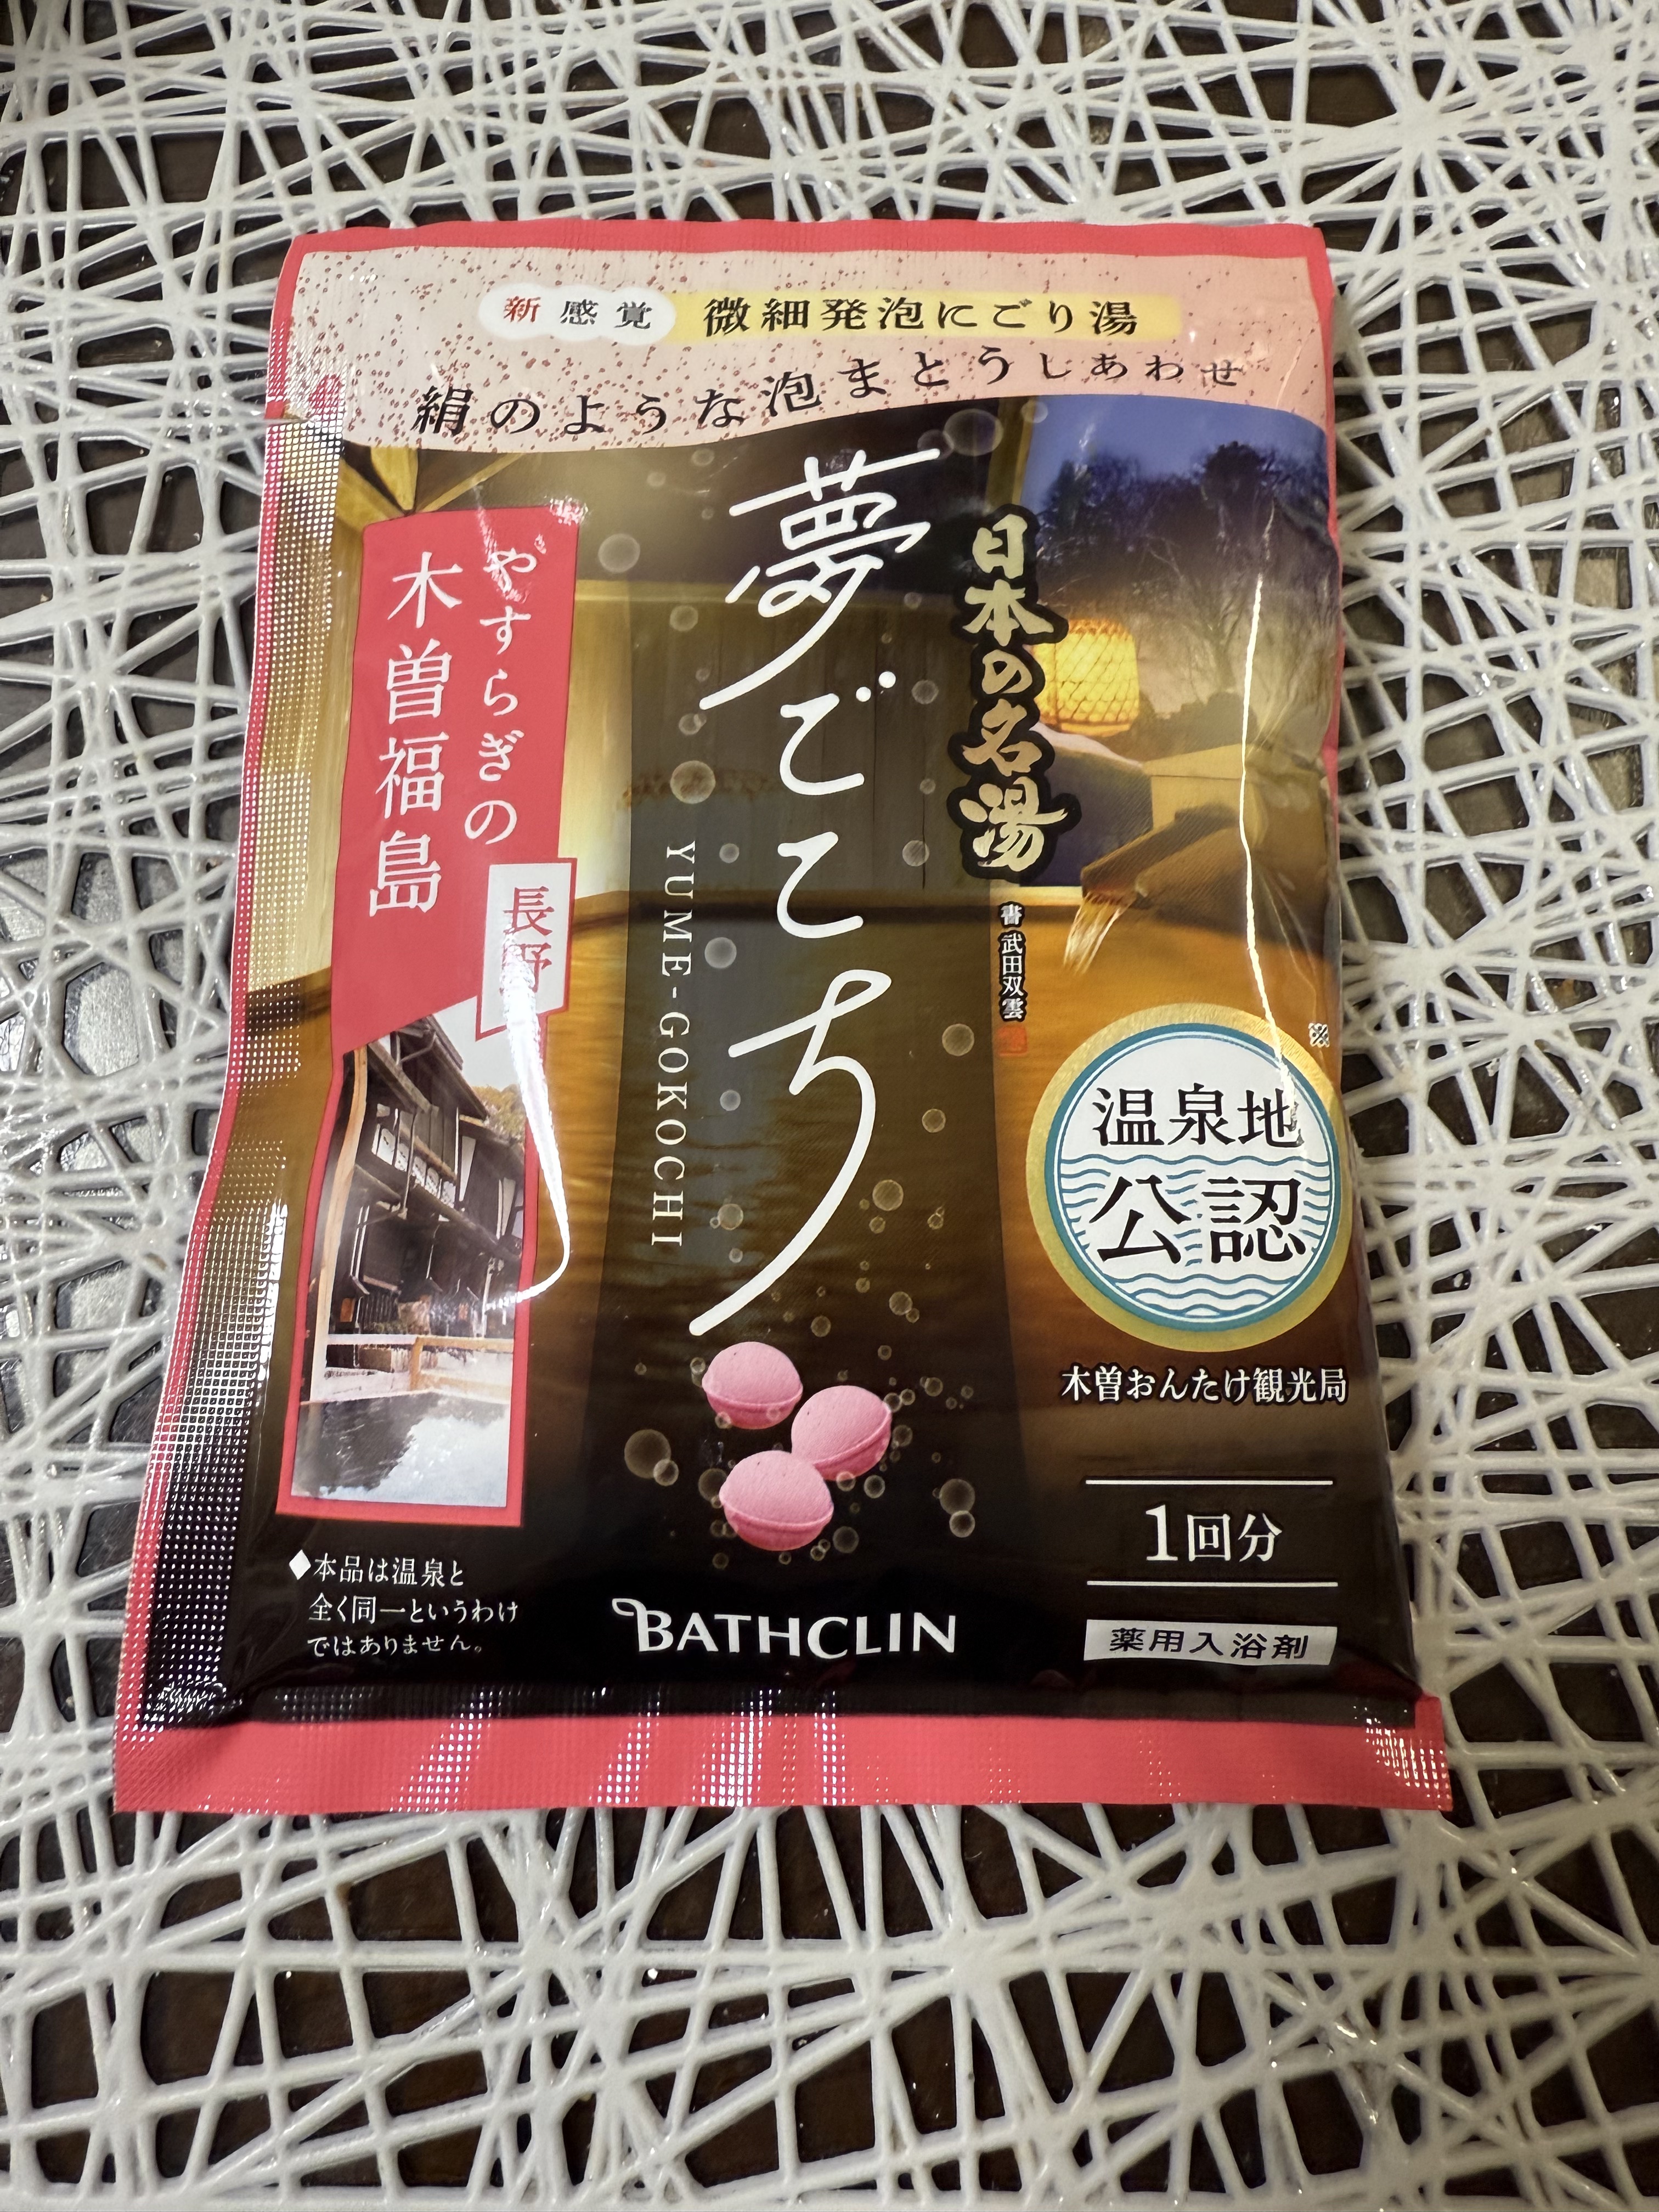 新感覚 微細発泡にごり湯
絹のような泡まとうしあわせ
日本の名湯
書 武田双雲
夢ごこち
YUME-GOKOCHI
やすらぎの
木曽福島
長野
※
温泉地
公認
木曽おんたけ観光局
1回分
薬用入浴剤
◆本品は温泉と
全く同一というわけ
ではありません。
BATHCLIN